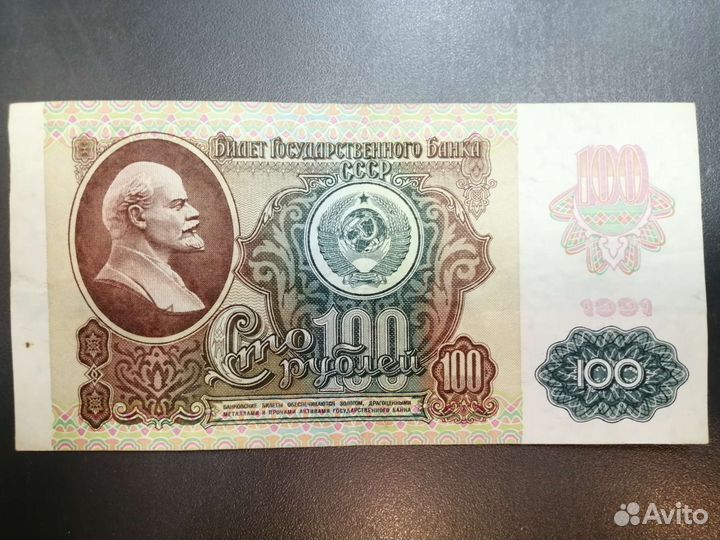 Билет Государственного Банка
СССР
100
1991
Сто 100
рублей
100
100
БАНКОВСКИЕ БИЛЕТЫ ОБЕСПЕЧИВАЮТСЯ ЗОЛОТОМ, ДРАГОЦЕННЫМИ
МЕТАЛЛАМИ И ПРОЧИМИ АКТИВАМИ ГОСУДАРСТВЕННОГО БАНКА
Avito